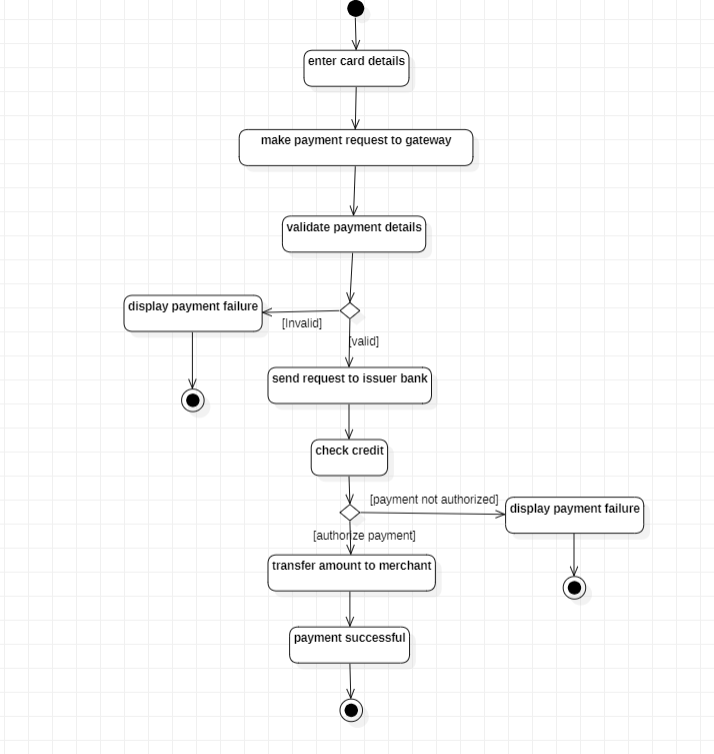 enter card details
make payment request to gateway
validate payment details
display payment failure
[Invalid]
[valid]
send request to issuer bank
check credit
[payment not authorized]
display payment failure
[authorize payment]
transfer amount to merchant
payment successful